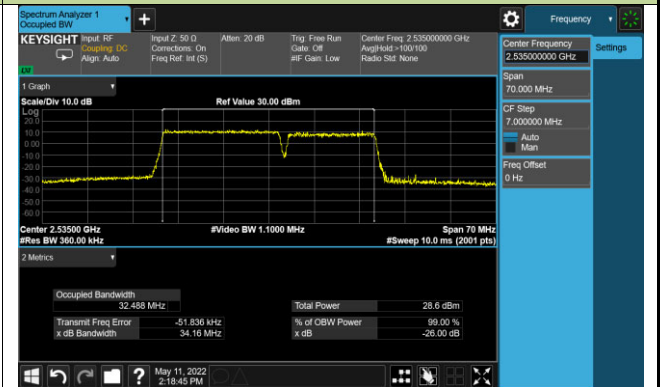 Spectrum Analyzer 1
Occupied BW
Frequency
KEYSIGHT
Input: RF
Coupling: DC
Align: Auto
Input Z: 50 Ω
Corrections: On
Freq Ref: Int (S)
Atten: 20 dB
Trig: Free Run
Gate: Off
#IF Gain: Low
Center Freq: 2.535000000 GHz
Avg|Hold:>100/100
Radio Std: None
Center Frequency
2.535000000 GHz
Settings
Span
70.000 MHz
CF Step
7.000000 MHz
Auto
Man
Freq Offset
0 Hz
1 Graph
Scale/Div 10.0 dB
Ref Value 30.00 dBm
Log
20.0
10.0
0.00
-10.0
-20.0
-30.0
-40.0
-50.0
-60.0
Center 2.53500 GHz
#Video BW 1.1000 MHz
Span 70 MHz
#Res BW 360.00 kHz
#Sweep 10.0 ms (2001 pts)
2 Metrics
Occupied Bandwidth
32.488 MHz
Total Power
28.6 dBm
Transmit Freq Error
-51.836 kHz
% of OBW Power
99.00 %
x dB Bandwidth
34.16 MHz
x dB
-26.00 dB
May 11, 2022
2:18:45 PM